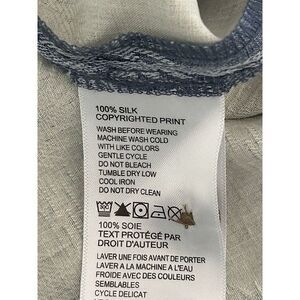 100% SILK
COPYRIGHTED PRINT
WASH BEFORE WEARING
MACHINE WASH COLD
WITH LIKE COLORS
GENTLE CYCLE
DO NOT BLEACH
TUMBLE DRY LOW
COOL IRON
DO NOT DRY CLEAN
100% SOIE
TEXT PROTÉGÉ PAR
DROIT D'AUTEUR
LAVER UNE FOIS AVANT DE PORTER
LAVER A LA MACHINE A L'EAU
FROIDE AVEC DES COULEURS
SEMBLABLES
CYCLE DELICAT